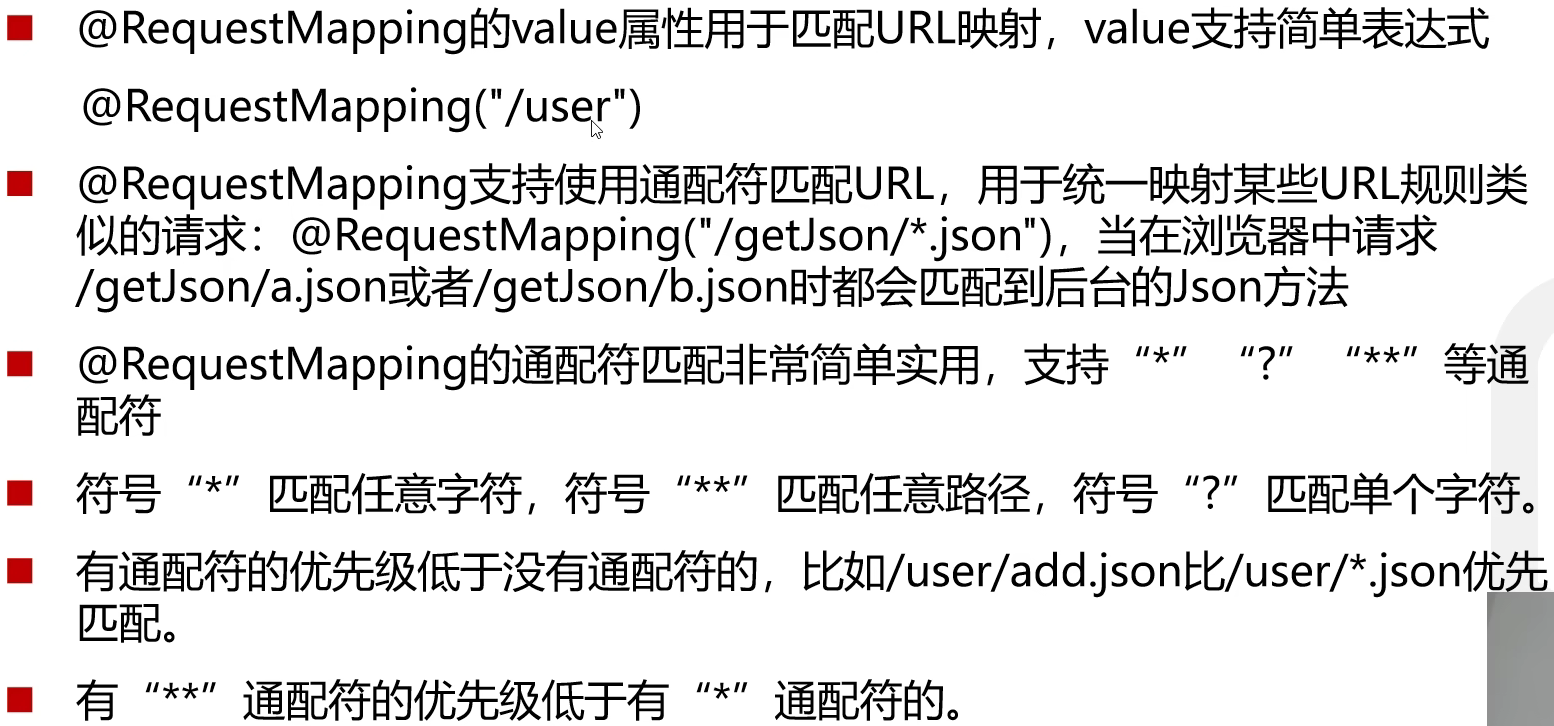 @RequestMapping的value属性用于匹配URL映射，value支持简单表达式
@RequestMapping("/user")
@RequestMapping支持使用通配符匹配URL，用于统一映射某些URL规则类
似的请求：@RequestMapping("/getJson/*.json")，当在浏览器中请求
/getJson/a.json或者/getJson/b.json时都会匹配到后台的Json方法
@RequestMapping的通配符匹配非常简单实用，支持“*” “?” “**”等通
配符
符号“*”匹配任意字符，符号“**”匹配任意路径，符号“?”匹配单个字符。
有通配符的优先级低于没有通配符的，比如/user/add.json比/user/*.json优先
匹配。
有“**”通配符的优先级低于有“*”通配符的。